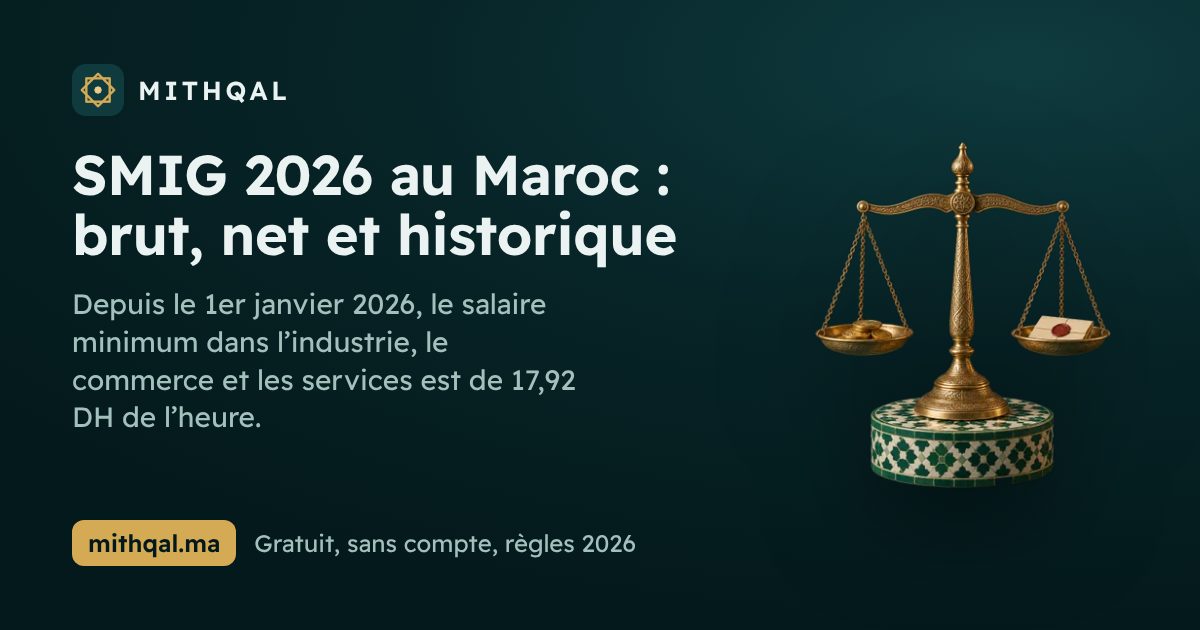 MITHQAL
SMIG 2026 au Maroc :
brut, net et historique
Depuis le 1er janvier 2026, le salaire
minimum dans l’industrie, le
commerce et les services est de 17,92
DH de l’heure.
mithqal.ma
Gratuit, sans compte, règles 2026